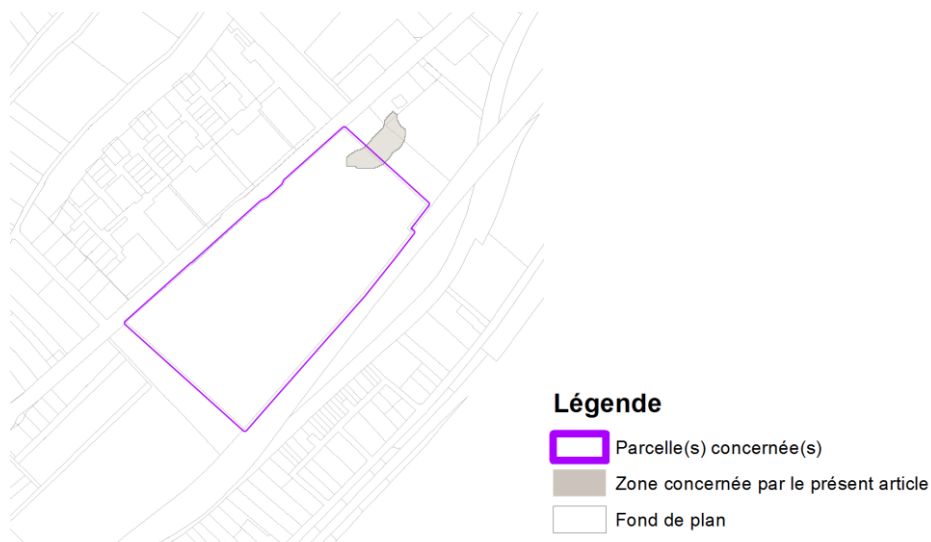 Légende
Parcelle(s) concernée(s)
Zone concernée par le présent article
Fond de plan